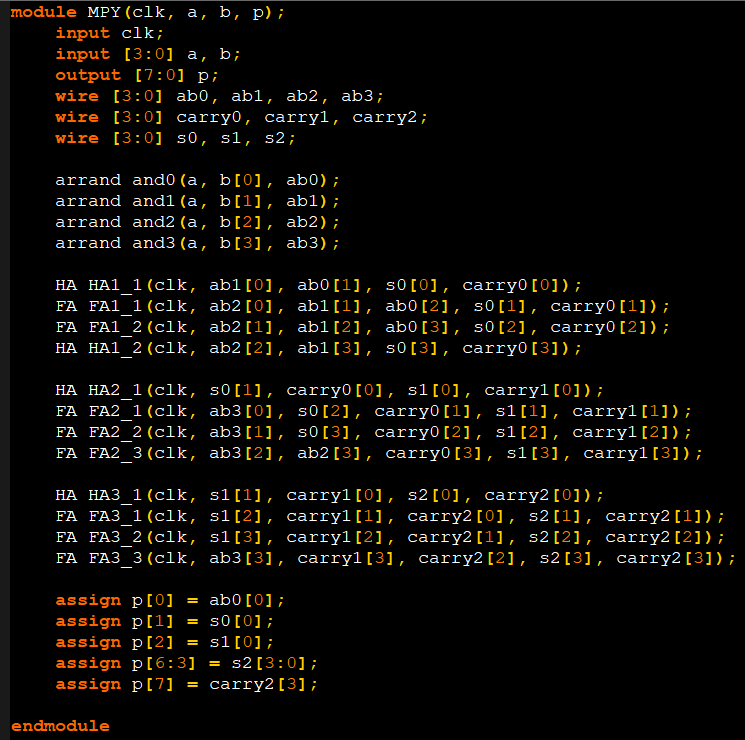 module MPY(clk, a, b, p);
    input clk;
    input [3:0] a, b;
    output [7:0] p;
    wire [3:0] ab0, ab1, ab2, ab3;
    wire [3:0] carry0, carry1, carry2;
    wire [3:0] s0, s1, s2;

    arrand and0(a, b[0], ab0);
    arrand and1(a, b[1], ab1);
    arrand and2(a, b[2], ab2);
    arrand and3(a, b[3], ab3);

    HA HA1_1(clk, ab1[0], ab0[1], s0[0], carry0[0]);
    FA FA1_1(clk, ab2[0], ab1[1], ab0[2], s0[1], carry0[1]);
    FA FA1_2(clk, ab2[1], ab1[2], ab0[3], s0[2], carry0[2]);
    HA HA1_2(clk, ab2[2], ab1[3], s0[3], carry0[3]);

    HA HA2_1(clk, s0[1], carry0[0], s1[0], carry1[0]);
    FA FA2_1(clk, ab3[0], s0[2], carry0[1], s1[1], carry1[1]);
    FA FA2_2(clk, ab3[1], s0[3], carry0[2], s1[2], carry1[2]);
    FA FA2_3(clk, ab3[2], ab2[3], carry0[3], s1[3], carry1[3]);

    HA HA3_1(clk, s1[1], carry1[0], s2[0], carry2[0]);
    FA FA3_1(clk, s1[2], carry1[1], carry2[0], s2[1], carry2[1]);
    FA FA3_2(clk, s1[3], carry1[2], carry2[1], s2[2], carry2[2]);
    FA FA3_3(clk, ab3[3], carry1[3], carry2[2], s2[3], carry2[3]);

    assign p[0] = ab0[0];
    assign p[1] = s0[0];
    assign p[2] = s1[0];
    assign p[6:3] = s2[3:0];
    assign p[7] = carry2[3];

endmodule